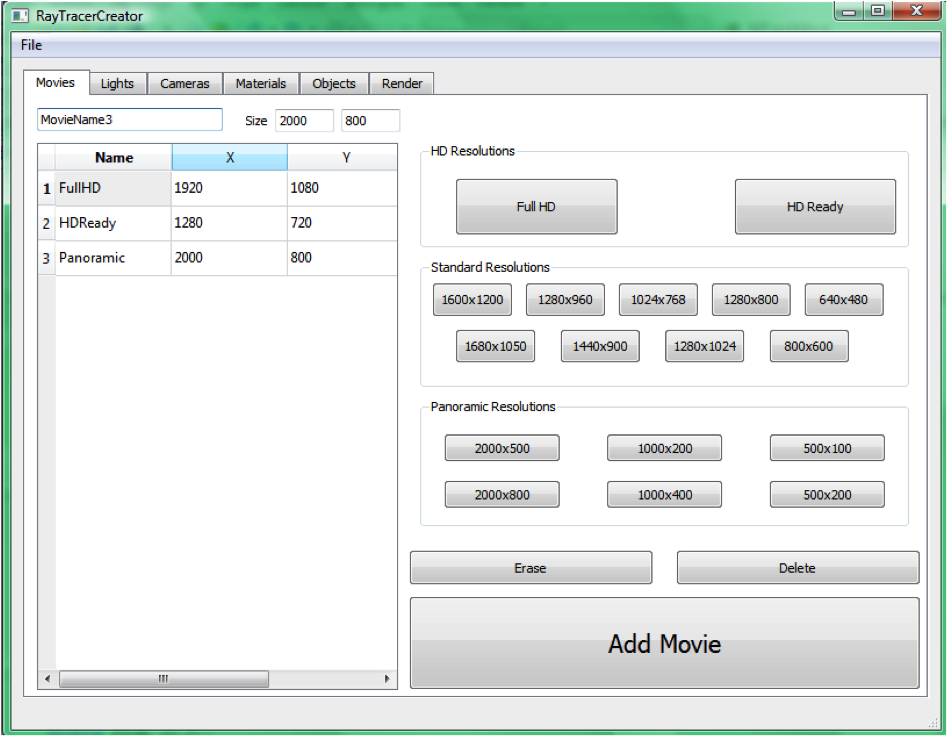 RayTracerCreator
File
Movies Lights Cameras Materials Objects Render
MovieName3 Size 2000 800
Name X Y
1 FullHD 1920 1080
2 HDReady 1280 720
3 Panoramic 2000 800
HD Resolutions
Full HD HD Ready
Standard Resolutions
1600x1200 1280x960 1024x768 1280x800 640x480
1680x1050 1440x900 1280x1024 800x600
Panoramic Resolutions
2000x500 1000x200 500x100
2000x800 1000x400 500x200
Erase Delete
Add Movie